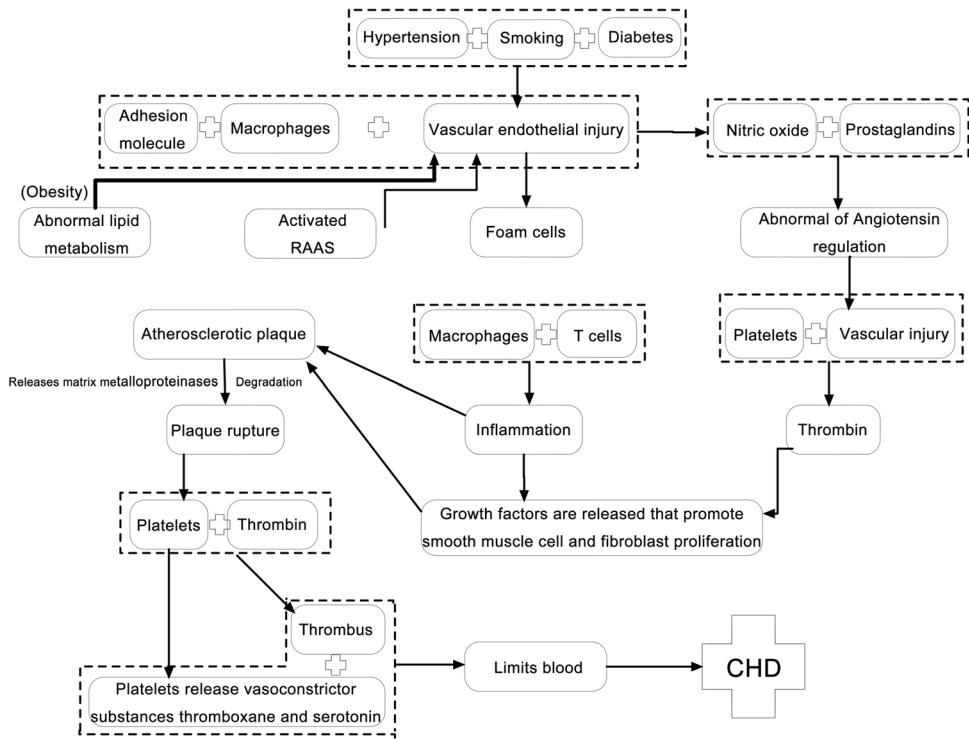 Hypertension
Smoking
Diabetes
Adhesion
molecule
Macrophages
Vascular endothelial injury
Nitric oxide
Prostaglandins
(Obesity)
Abnormal lipid
metabolism
Activated
RAAS
Foam cells
Abnormal of Angiotensin
regulation
Atherosclerotic plaque
Macrophages
T cells
Platelets
Vascular injury
Releases matrix metalloproteinases
Degradation
Plaque rupture
Inflammation
Thrombin
Platelets
Thrombin
Growth factors are released that promote
smooth muscle cell and fibroblast proliferation
Thrombus
Platelets release vasoconstrictor
substances thromboxane and serotonin
Limits blood
CHD